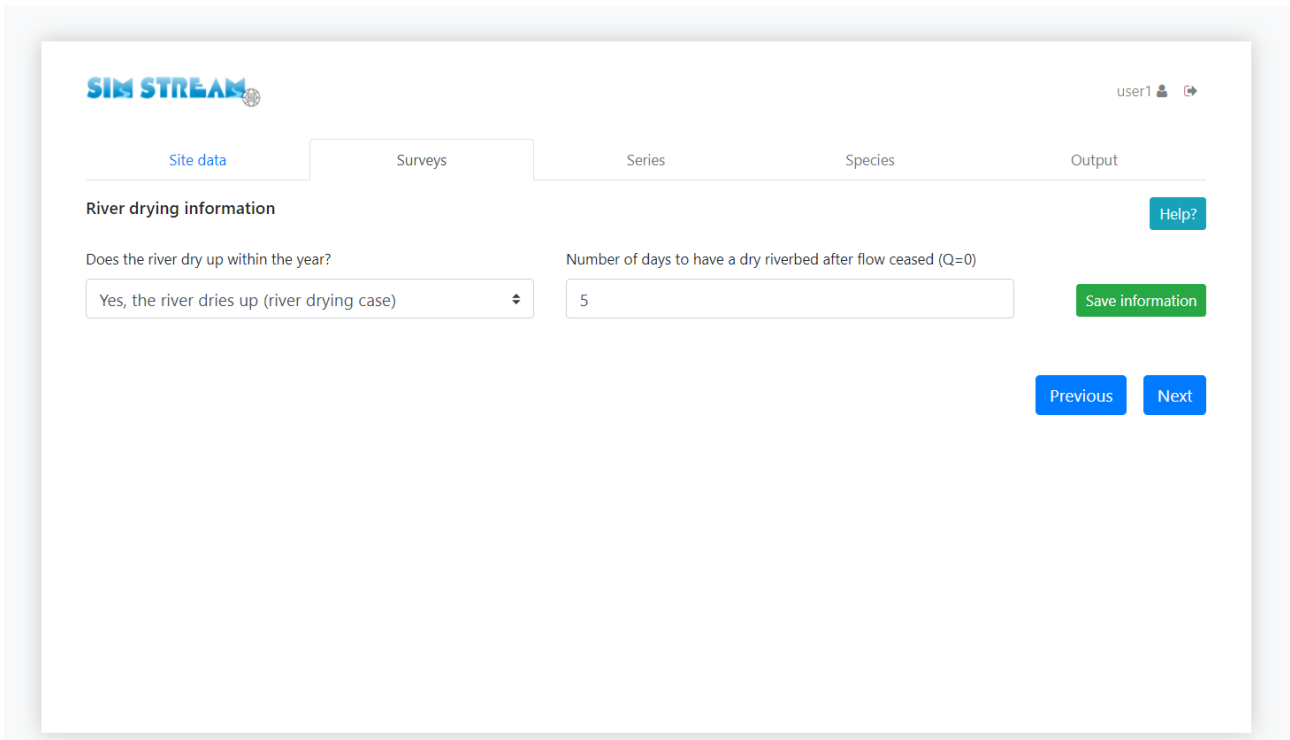 SIM STREAM
user1
Site data Surveys Series Species Output
River drying information
Help?
Does the river dry up within the year?
Number of days to have a dry riverbed after flow ceased (Q=0)
Yes, the river dries up (river drying case)
5
Save information
Previous
Next